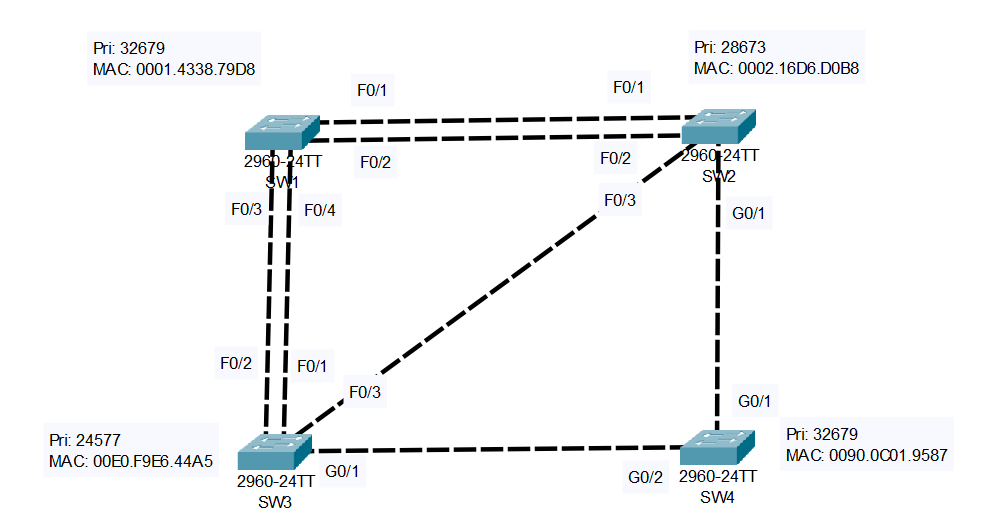 Pri: 32679
MAC: 0001.4338.79D8
Pri: 28673
MAC: 0002.16D6.D0B8
F0/1
F0/1
F0/2
F0/2
2960-24TT
SW1
2960-24TT
SW2
F0/3
F0/4
F0/3
G0/1
F0/2
F0/1
F0/3
G0/1
Pri: 24577
MAC: 00E0.F9E6.44A5
Pri: 32679
MAC: 0090.0C01.9587
2960-24TT
SW3
G0/1
G0/2
2960-24TT
SW4